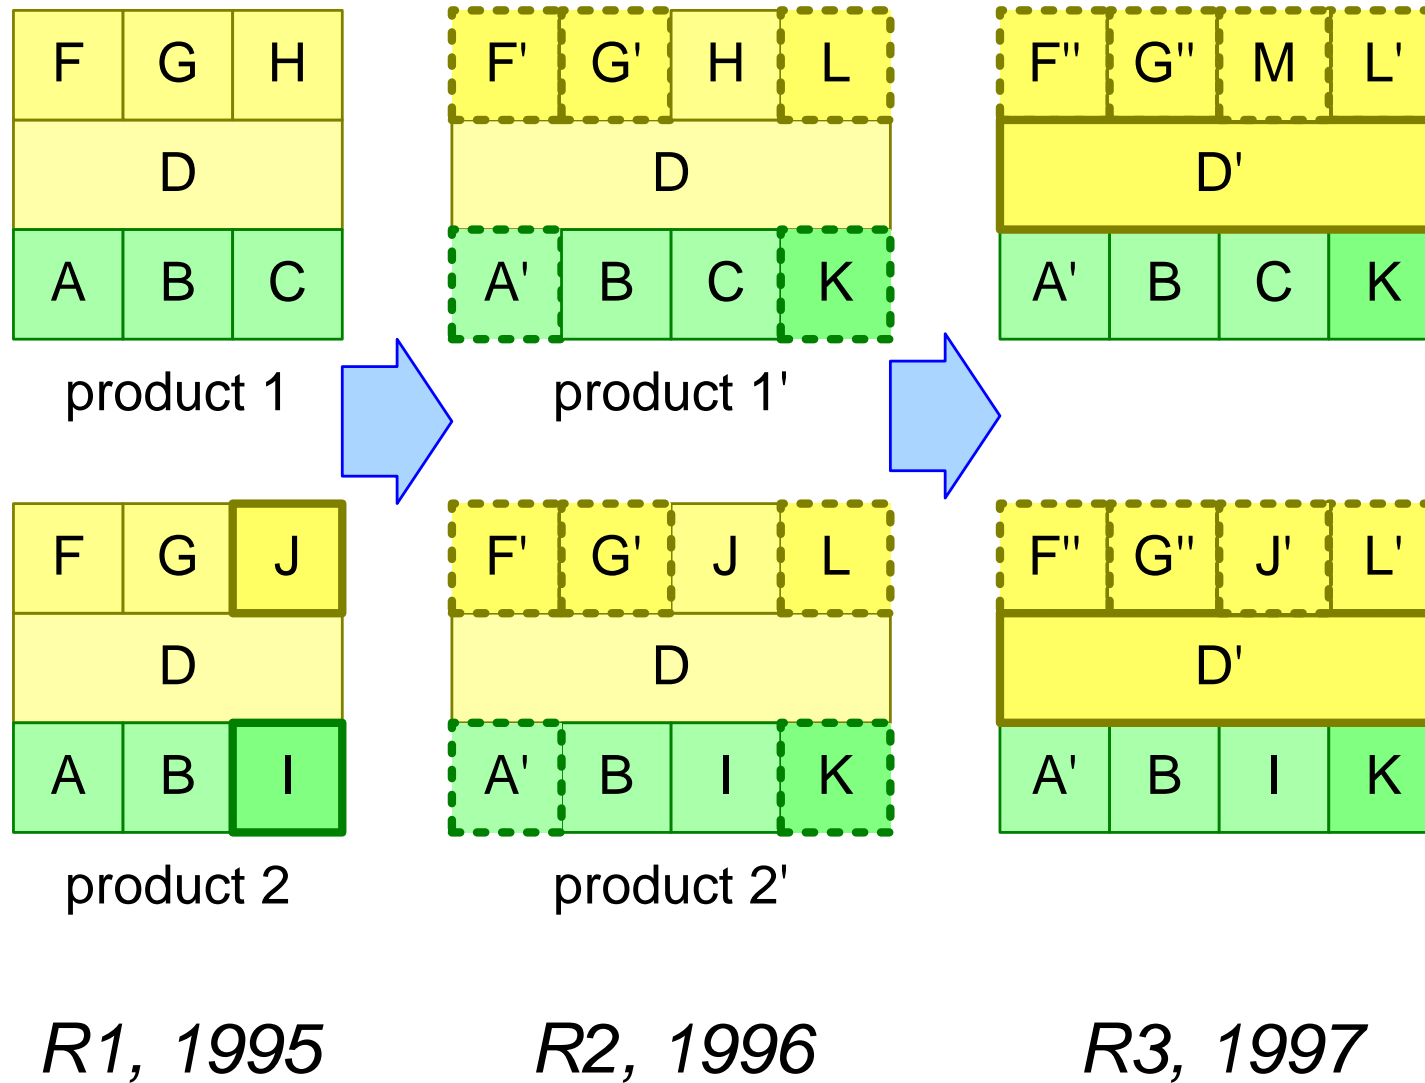 F G H F' G' H L F'' G'' M L'
D D D'
A B C A' B C K A' B C K
product 1 product 1'
F G J F' G' J L F'' G'' J' L'
D D D'
A B I A' B I K A' B I K
product 2 product 2'
R1, 1995 R2, 1996 R3, 1997